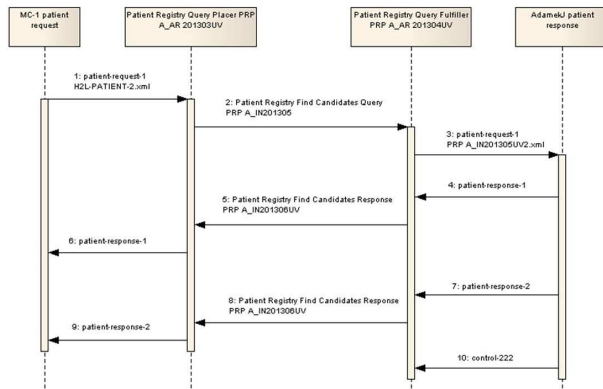 MC-1 patient
request
Patient Registry Query Placer PRP
A_AR 201303UV
Patient Registry Query Fulfiller
PRP A_AR 201304UV
AdameU patient
response
1: patient-request-1
H2L-PATIENT-2.xml
2: Patient Registry Find Candidates Query
PRP A_IN201305
3: patient-request-1
PRP A_IN201305UV2.xml
4: patient-response-1
5: Patient Registry Find Candidates Response
PRP A_IN201306UV
6: patient-response-1
7: patient-response-2
8: Patient Registry Find Candidates Response
PRP A_IN201306UV
9: patient-response-2
10: control-222